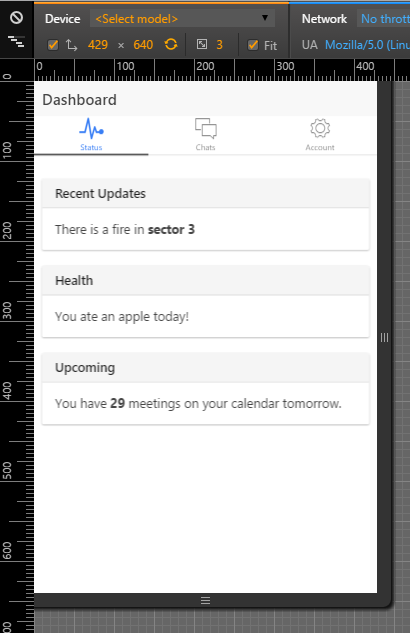 Device <Select model> ▼ Network No thrott
429 × 640 3 Fit UA Mozilla/5.0 (Linu
0 100 200 300 400
0
100
200
300
400
500
600
Dashboard
Status Chats Account
Recent Updates
There is a fire in sector 3
Health
You ate an apple today!
Upcoming
You have 29 meetings on your calendar tomorrow.